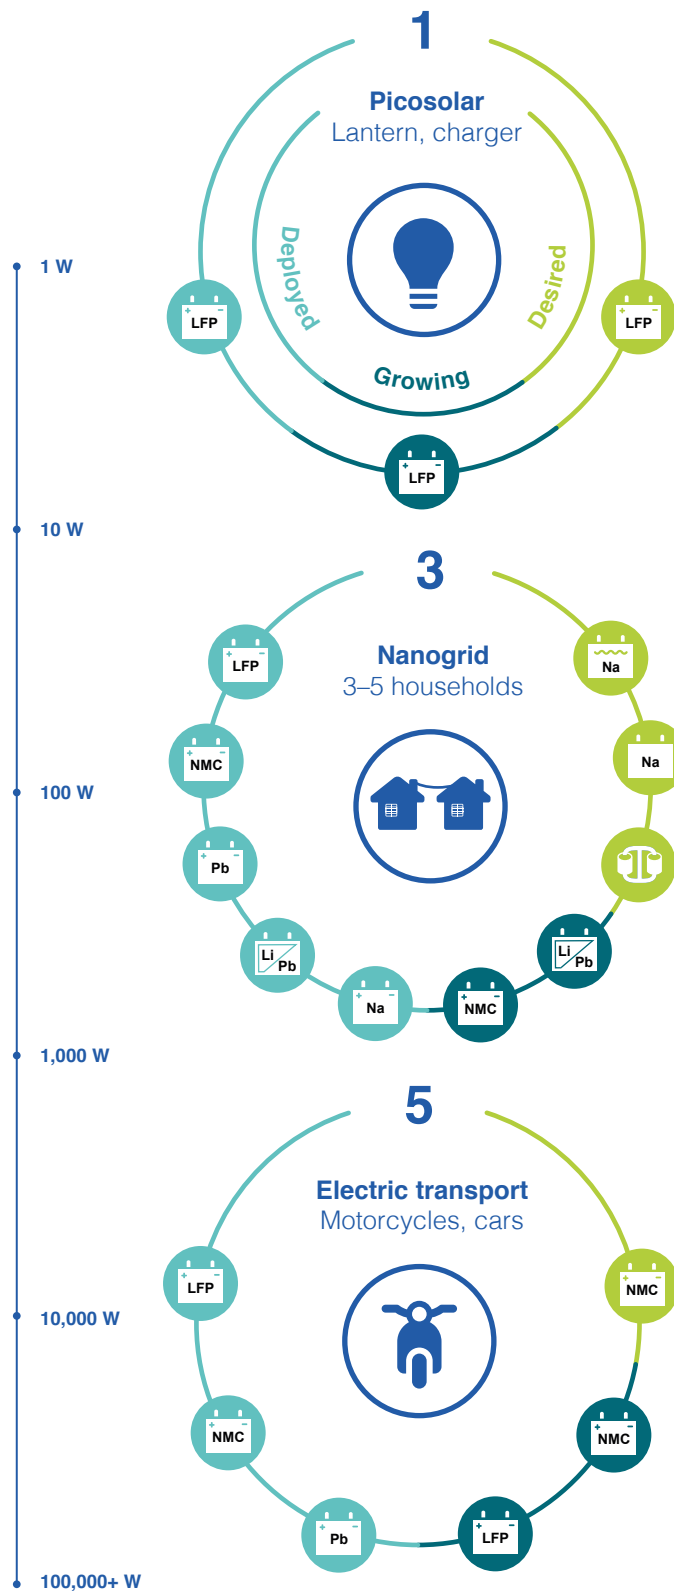 1
Picosolar
Lantern, charger
Deployed
Desired
Growing
1 W
LFP
LFP
LFP
10 W
3
Nanogrid
3–5 households
LFP
Na
NMC
Na
100 W
Pb
Li
Pb
Li
Pb
Na
NMC
1,000 W
5
Electric transport
Motorcycles, cars
LFP
NMC
10,000 W
NMC
NMC
Pb
LFP
100,000+ W